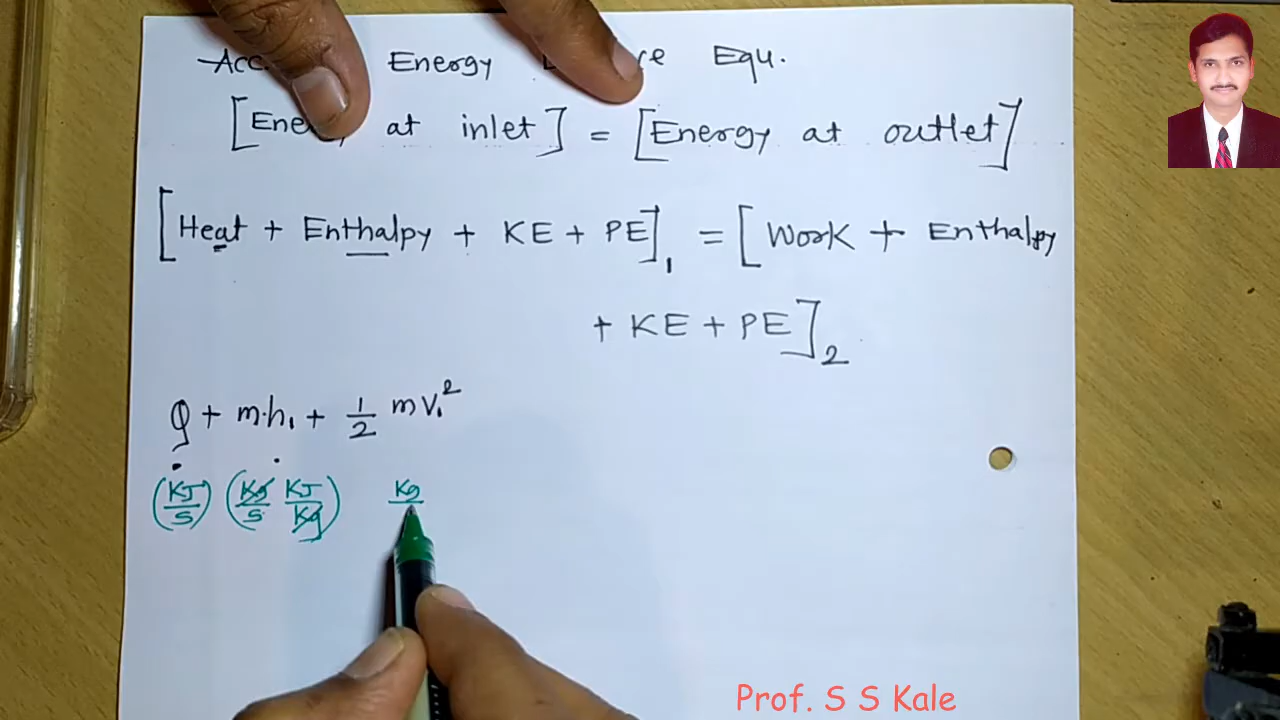 Energy Equ.
[Energy at inlet] = [Energy at outlet]
[Heat + Enthalpy + KE + PE]₁ = [Work + Enthalpy
+ KE + PE]₂
Q + m·h₁ + 1/2 mV₁²
(KJ/S) (Kg/S KJ/Kg) Kg
Prof. S S Kale